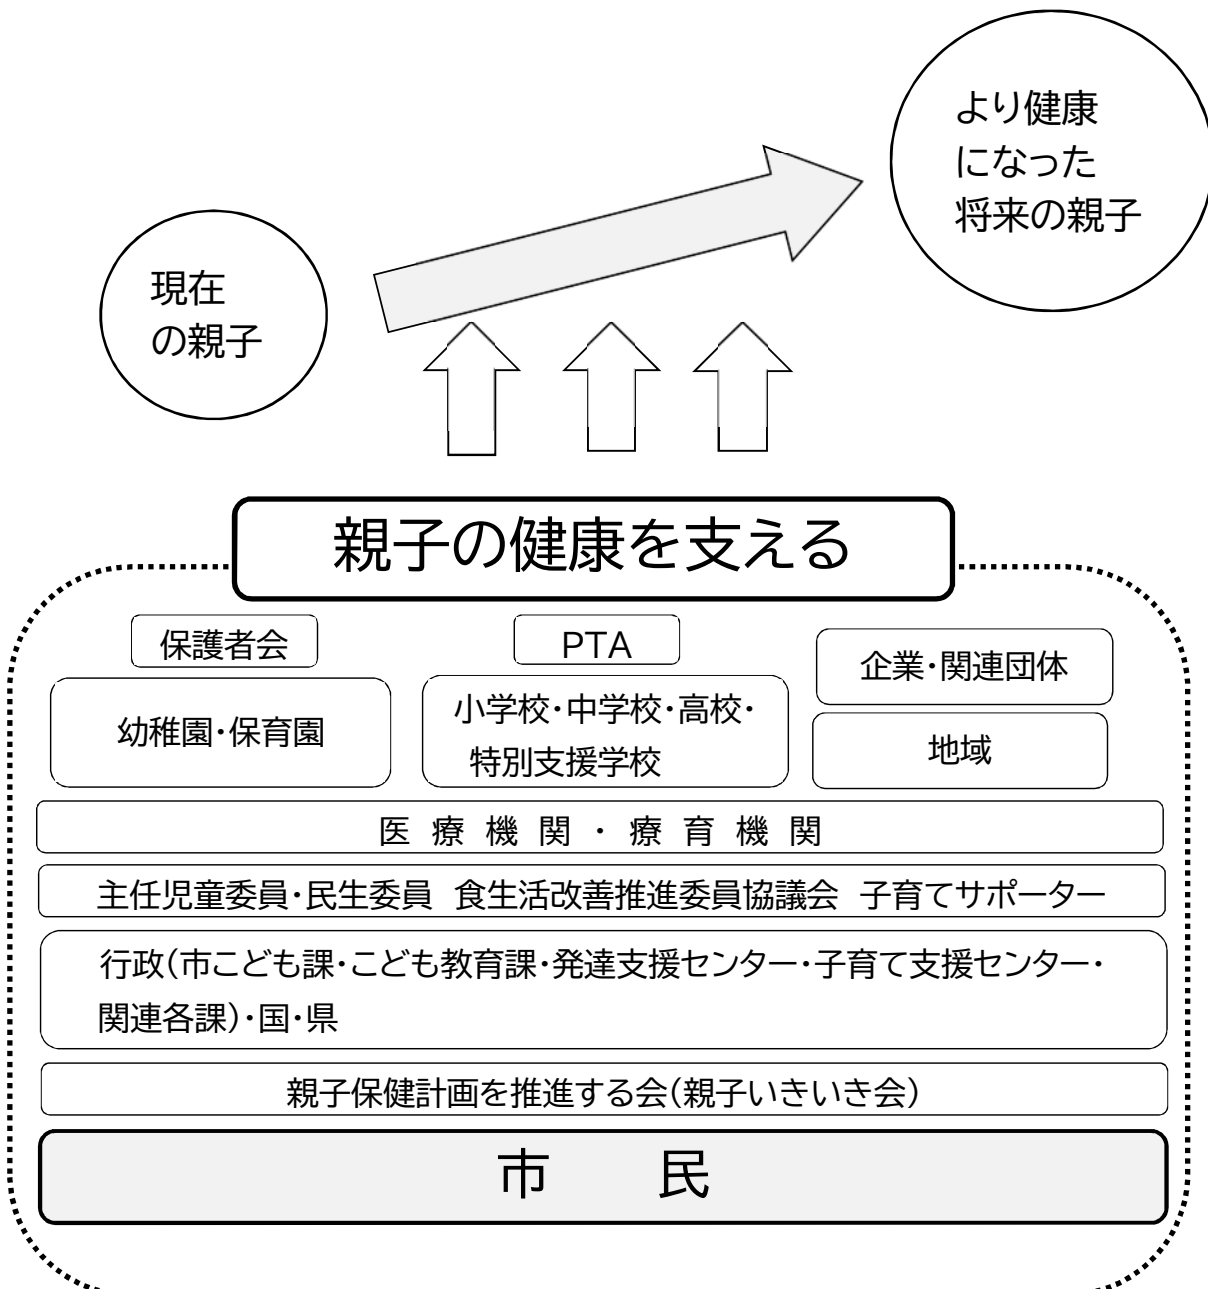 より健康
になった
将来の親子
現在
の親子
親子の健康を支える
保護者会
PTA
企業・関連団体
幼稚園・保育園
小学校・中学校・高校・
特別支援学校
地域
医療機関・療育機関
主任児童委員・民生委員 食生活改善推進委員協議会 子育てサポーター
行政(市こども課・こども教育課・発達支援センター・子育て支援センター・
関連各課)・国・県
親子保健計画を推進する会(親子いきいき会)
市 民